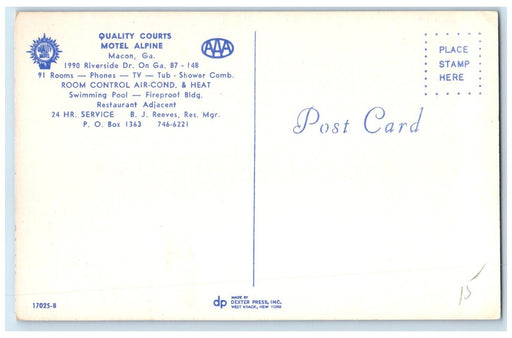 QUALITY COURTS
MOTEL ALPINE
Macon, Ga.
1990 Riverside Dr. On Ga. 87 - 148
91 Rooms — Phones — TV — Tub - Shower Comb.
ROOM CONTROL AIR-COND. & HEAT
Swimming Pool — Fireproof Bldg.
Restaurant Adjacent
24 HR. SERVICE B. J. Reeves, Res. Mgr.
P. O. Box 1363 746-6221
AAA
PLACE
STAMP
HERE
Post Card
17025-B
dp
MADE BY
DEXTER PRESS, INC.
WEST NYACK, NEW YORK